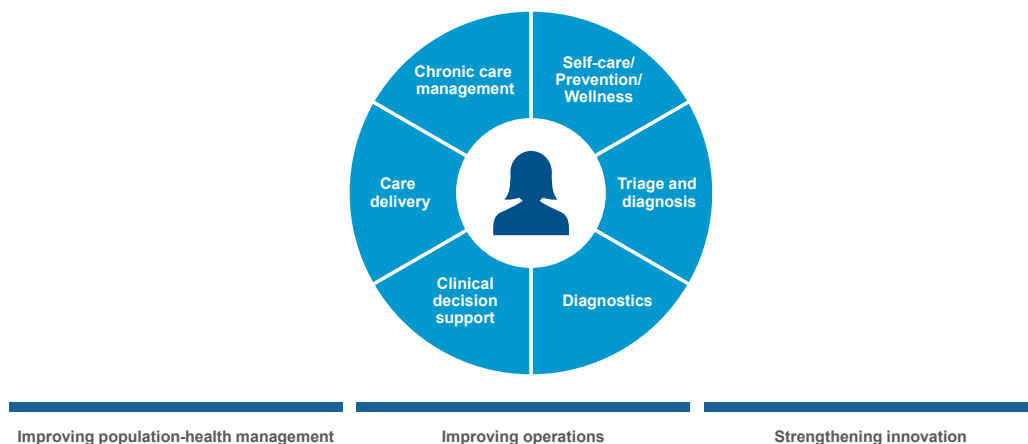 Chronic care
management
Self-care/
Prevention/
Wellness
Care
delivery
Triage and
diagnosis
Clinical
decision
support
Diagnostics
Improving population-health management
Improving operations
Strengthening innovation